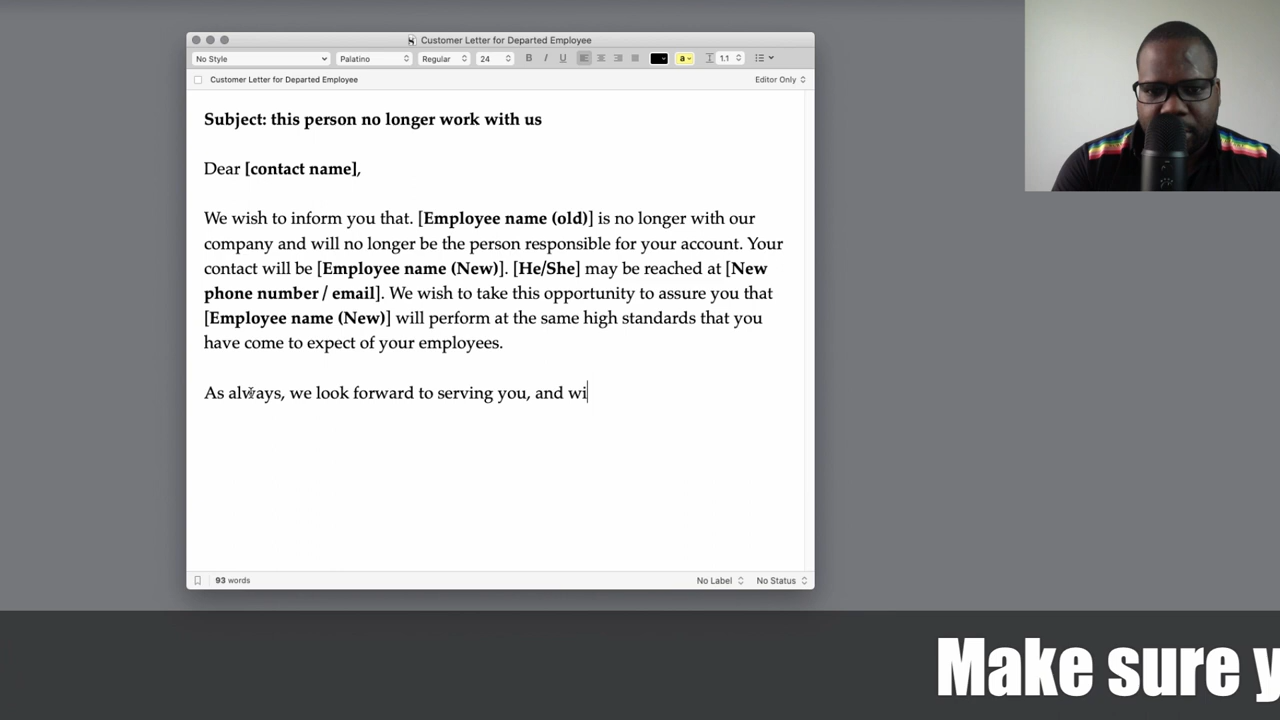 Customer Letter for Departed Employee
No Style Palatino Regular 24 B I U a 1.1
Customer Letter for Departed Employee Editor Only
Subject: this person no longer work with us
Dear [contact name],
We wish to inform you that. [Employee name (old)] is no longer with our
company and will no longer be the person responsible for your account. Your
contact will be [Employee name (New)]. [He/She] may be reached at [New
phone number / email]. We wish to take this opportunity to assure you that
[Employee name (New)] will perform at the same high standards that you
have come to expect of your employees.
As always, we look forward to serving you, and wi
93 words No Label No Status
Make sure y